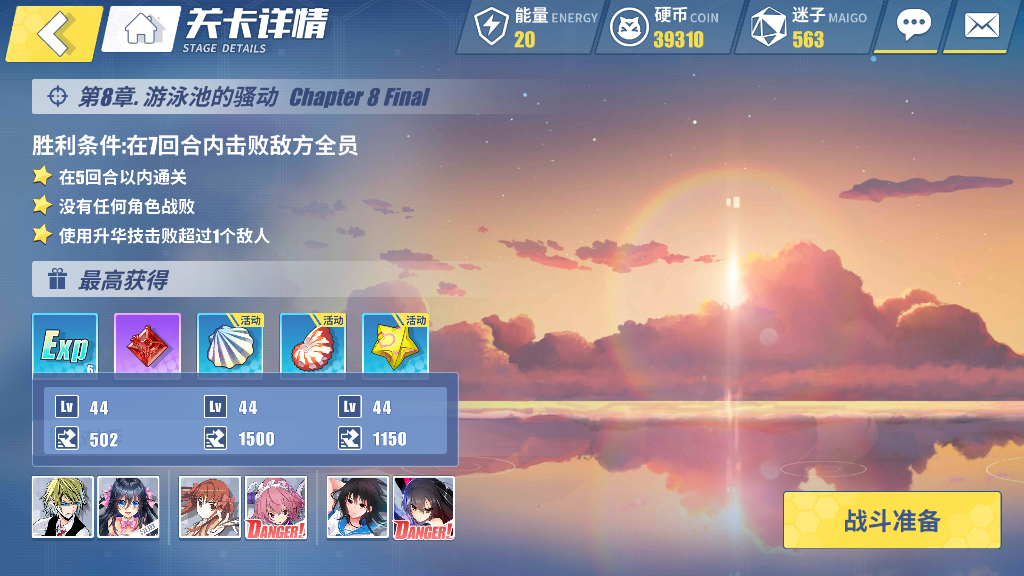 关卡详情
STAGE DETAILS
能量 ENERGY
20
硬币 COIN
39310
迷子 MAIGO
563
第8章. 游泳池的骚动 Chapter 8 Final
胜利条件:在7回合内击败敌方全员
在5回合以内通关
没有任何角色战败
使用升华技击败超过1个敌人
最高获得
Exp
6
活动
活动
活动
Lv 44
Lv 44
Lv 44
502
1500
1150
DANGER!
DANGER!
战斗准备